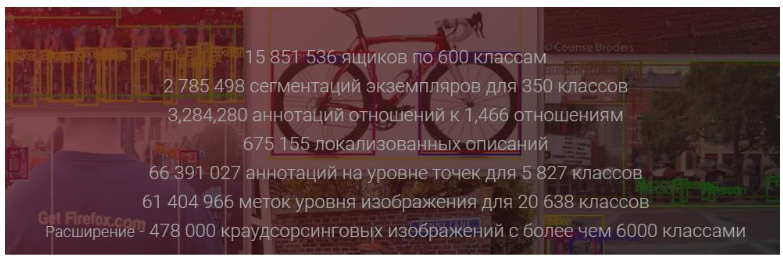 15 851 536 ящиков по 600 классам
2 785 498 сегментаций экземпляров для 350 классов
3,284,280 аннотаций отношений к 1,466 отношениям
675 155 локализованных описаний
66 391 027 аннотаций на уровне точек для 5 827 классов
61 404 966 меток уровня изображения для 20 638 классов
Get Firefox.com
Расширение - 478 000 краудсорсинговых изображений с более чем 6000 классами